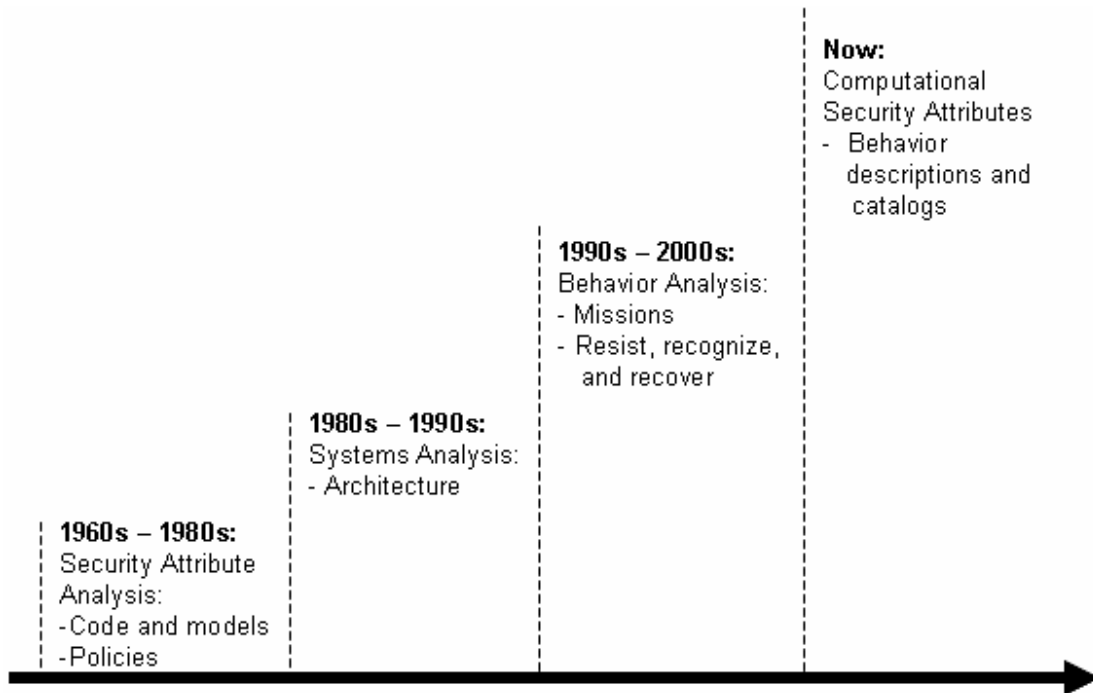 Now:
Computational
Security Attributes
- Behavior
descriptions and
catalogs
1990s – 2000s:
Behavior Analysis:
- Missions
- Resist, recognize,
and recover
1980s – 1990s:
Systems Analysis:
- Architecture
1960s – 1980s:
Security Attribute
Analysis:
-Code and models
-Policies